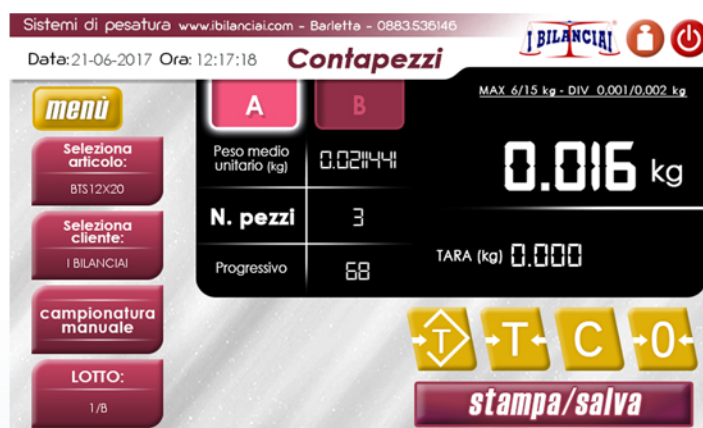 Sistemi di pesatura www.ibilanciai.com - Barletta - 0883.536146
I BILANCIAI
Data:21-06-2017 Ora: 12:17:18 Contapezzi
menù
A B
MAX 6/15 kg - DIV 0,001/0,002 kg
Seleziona
articolo:
BTS12X20
Peso medio
unitario (kg) 0.0211441
0.016 kg
Seleziona
cliente:
I BILANCIAI
N. pezzi 3
Progressivo 68
TARA (kg) 0.000
campionatura
manuale
T T C 0
LOTTO:
1/B
stampa/salva